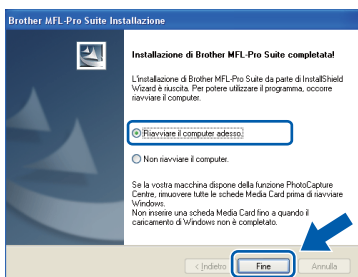 Brother MFL-Pro Suite Installazione
Installazione di Brother MFL-Pro Suite completata!
L'installazione di Brother MFL-Pro Suite da parte di InstallShield
Wizard è riuscita. Per potere utilizzare il programma, occorre
riavviare il computer.
Riavviare il computer adesso.
Non riavviare il computer.
Se la vostra macchina dispone della funzione PhotoCapture
Centre, rimuovere tutte le schede Media Card prima di riavviare
Windows.
Non inserire una scheda Media Card fino a quando il
caricamento di Windows non è completato.
< Indietro Fine Annulla